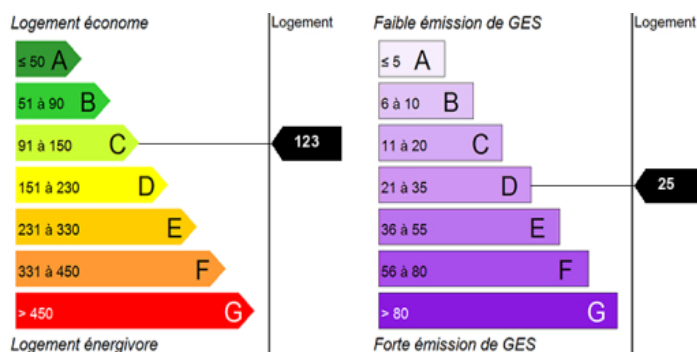 Logement économe
Logement
≤ 50 A
51 à 90 B
91 à 150 C
123
151 à 230 D
231 à 330 E
331 à 450 F
> 450 G
Logement énergivore
Faible émission de GES
Logement
≤ 5 A
6 à 10 B
11 à 20 C
21 à 35 D
25
36 à 55 E
56 à 80 F
> 80 G
Forte émission de GES